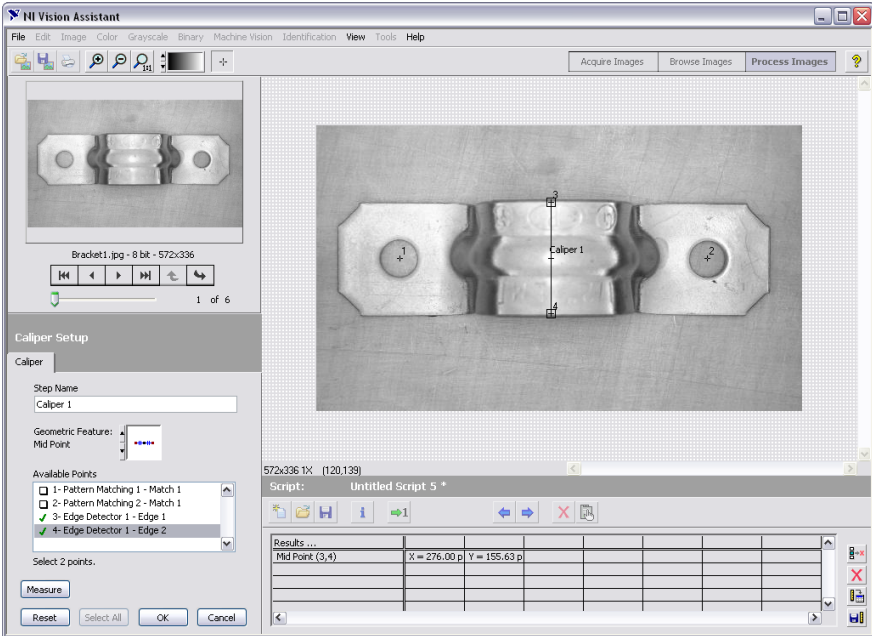 NI Vision Assistant
File Edit Image Color Grayscale Binary Machine Vision Identification View Tools Help
1:1
Acquire Images Browse Images Process Images
Bracket1.jpg - 8 bit - 572x336
1 of 6
3
1
Caliper 1
2
4
Caliper Setup
Caliper
Step Name
Caliper 1
Geometric Feature:
Mid Point
Available Points
1- Pattern Matching 1 - Match 1
2- Pattern Matching 2 - Match 1
3- Edge Detector 1 - Edge 1
4- Edge Detector 1 - Edge 2
Select 2 points.
Measure
Reset Select All OK Cancel
572x336 1X (120,139)
Script: Untitled Script 5 *
1
Results ...
Mid Point (3,4) X = 276.00 p Y = 155.63 p